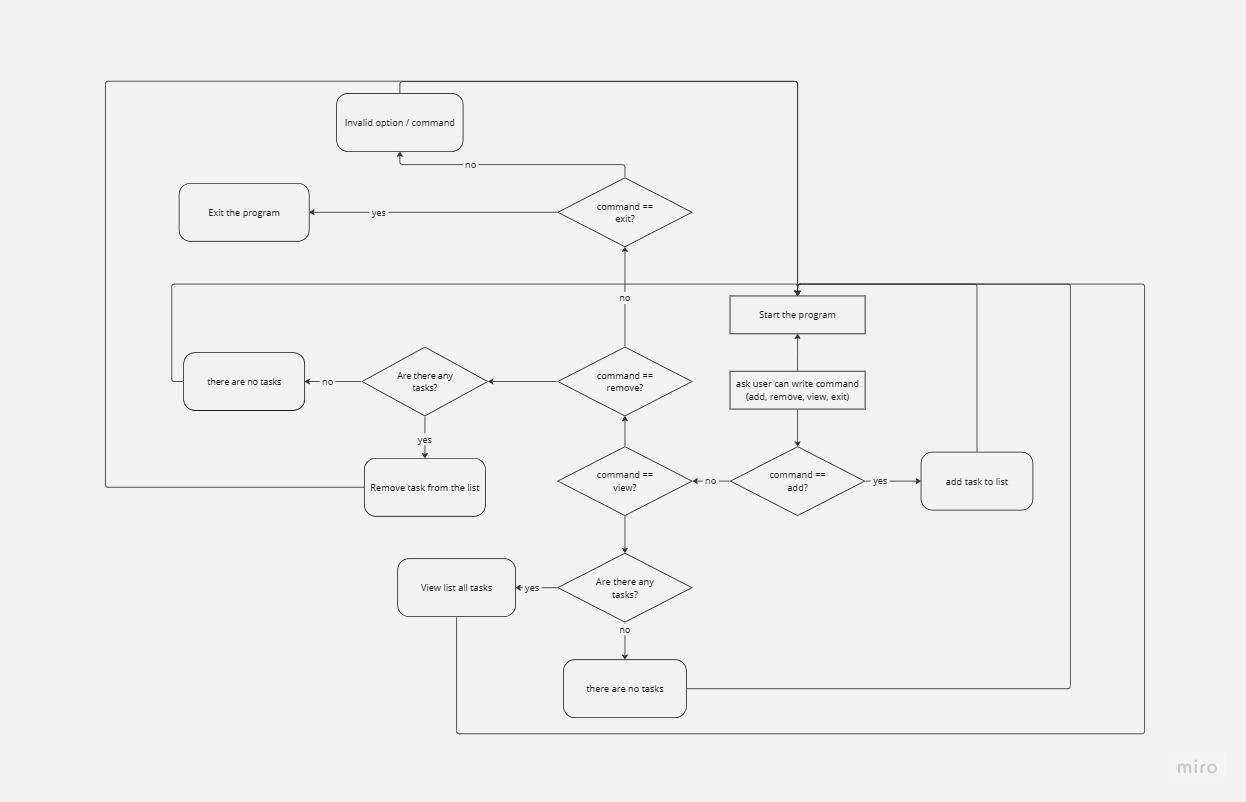 Invalid option / command
no
Exit the program
yes
command ==
exit?
no
Start the program
there are no tasks
no
Are there any
tasks?
command ==
remove?
ask user can write command
(add, remove, view, exit)
yes
Remove task from the list
command ==
view?
no
command ==
add?
yes
add task to list
View list all tasks
yes
Are there any
tasks?
no
there are no tasks
miro